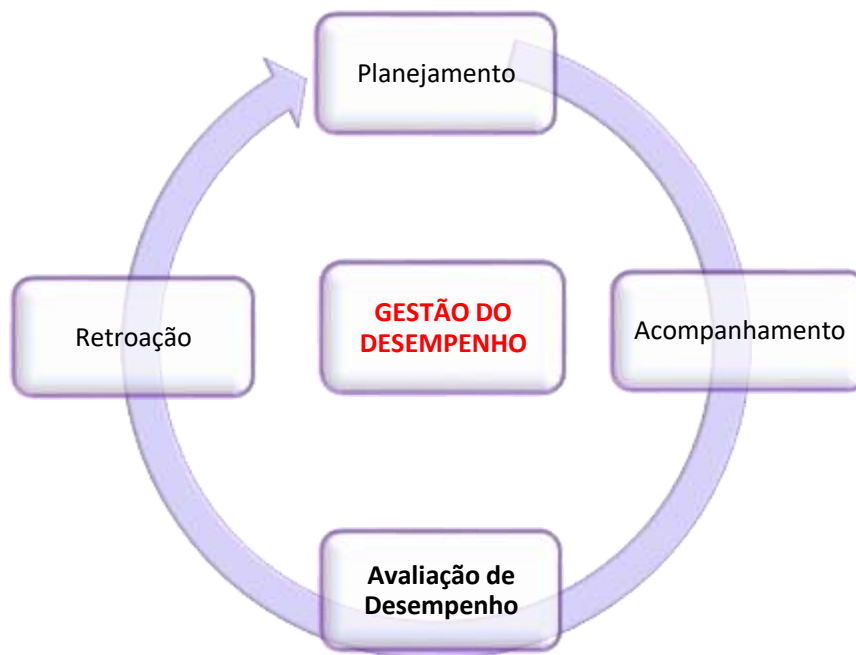 Planejamento
Retroação
GESTÃO DO
DESEMPENHO
Acompanhamento
Avaliação de
Desempenho